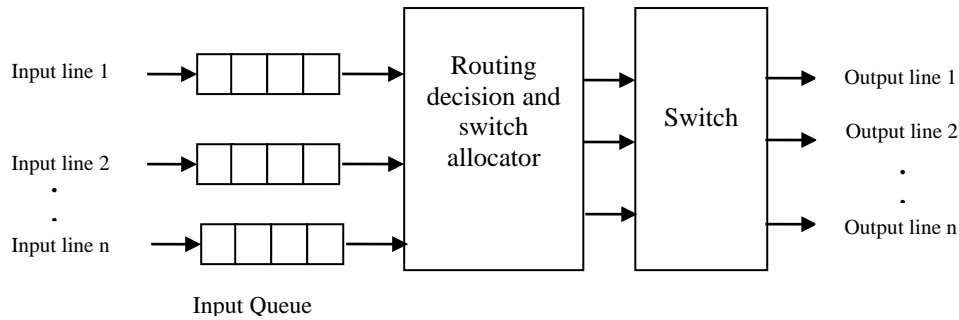 Input line 1
Input line 2
.
.
Input line n
Input Queue
Routing
decision and
switch
allocator
Switch
Output line 1
Output line 2
.
.
Output line n